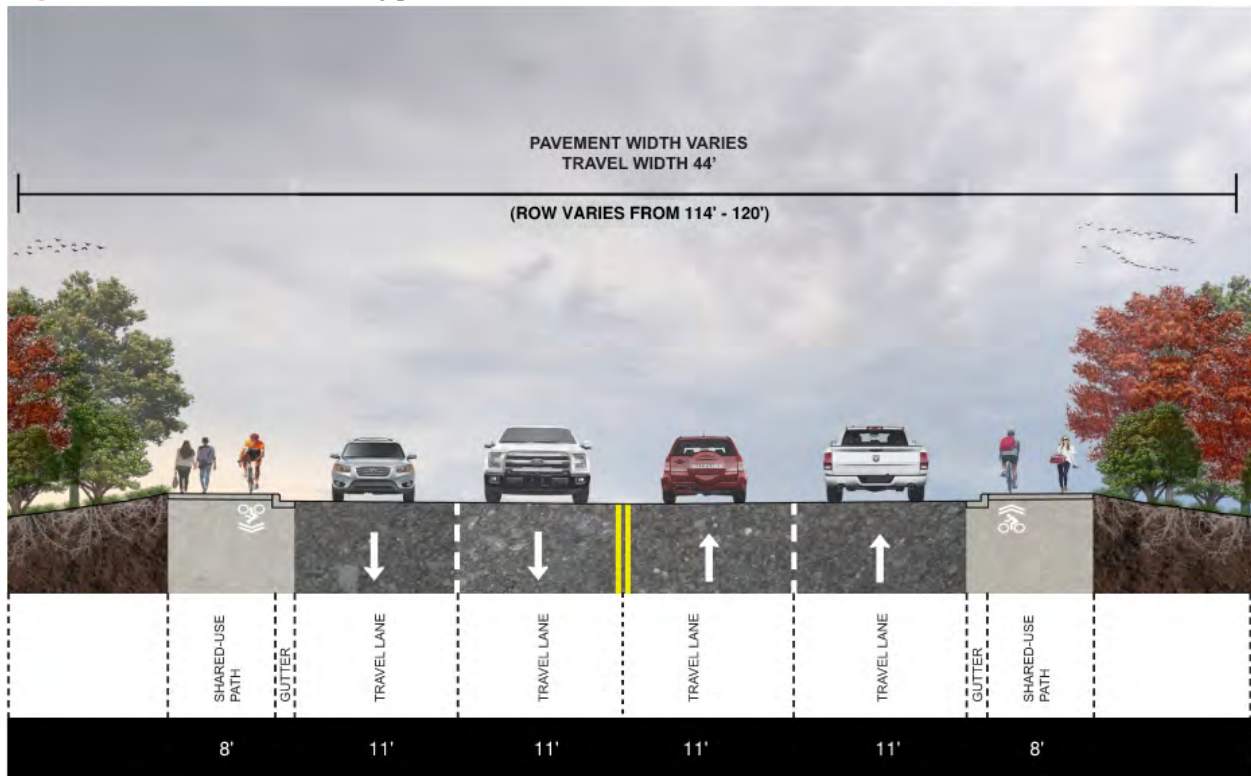 PAVEMENT WIDTH VARIES
TRAVEL WIDTH 44'
(ROW VARIES FROM 114' - 120')
SHARED-USE
PATH
GUTTER
TRAVEL LANE
TRAVEL LANE
TRAVEL LANE
TRAVEL LANE
GUTTER
SHARED-USE
PATH
8'
11'
11'
11'
11'
8'